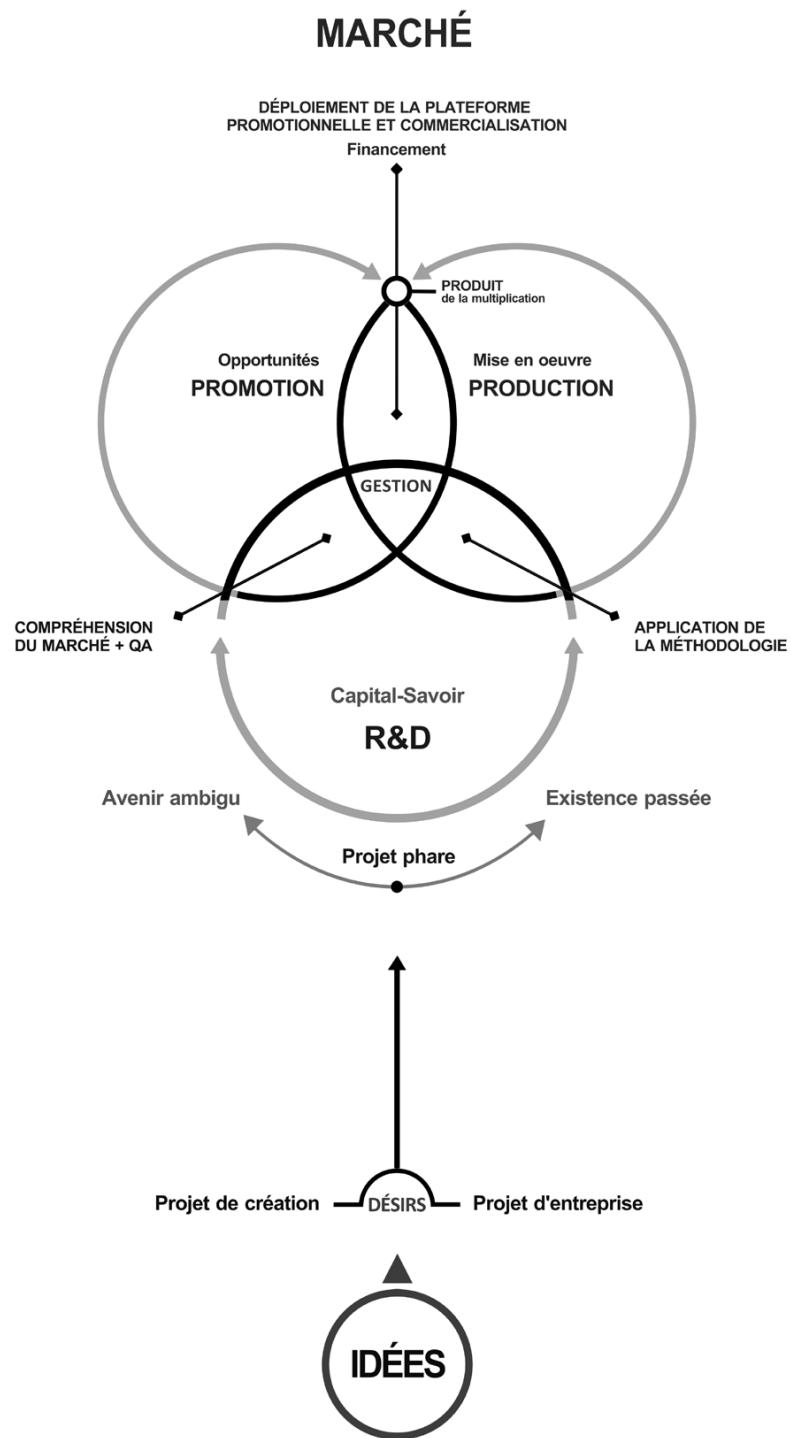 MARCHÉ
DÉPLOIEMENT DE LA PLATEFORME
PROMOTIONNELLE ET COMMERCIALISATION
Financement
PRODUIT
de la multiplication
Opportunités
PROMOTION
Mise en oeuvre
PRODUCTION
GESTION
COMPRÉHENSION
DU MARCHÉ + QA
APPLICATION DE
LA MÉTHODOLOGIE
Capital-Savoir
R&D
Avenir ambigu
Existence passée
Projet phare
Projet de création
DÉSIRS
Projet d'entreprise
IDÉES